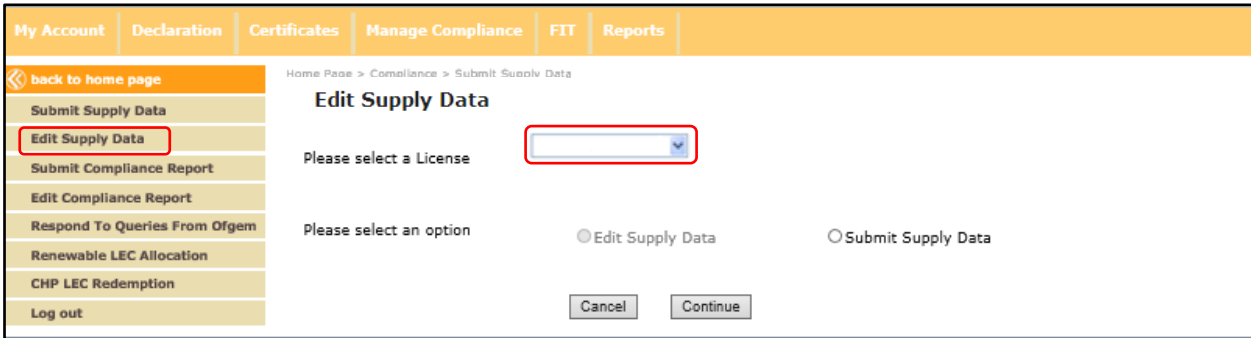 My Account Declaration Certificates Manage Compliance FIT Reports
back to home page
Submit Supply Data
Edit Supply Data
Submit Compliance Report
Edit Compliance Report
Respond To Queries From Ofgem
Renewable LEC Allocation
CHP LEC Redemption
Log out
Home Page > Compliance > Submit Supply Data
Edit Supply Data
Please select a License
Please select an option
Edit Supply Data Submit Supply Data
Cancel Continue